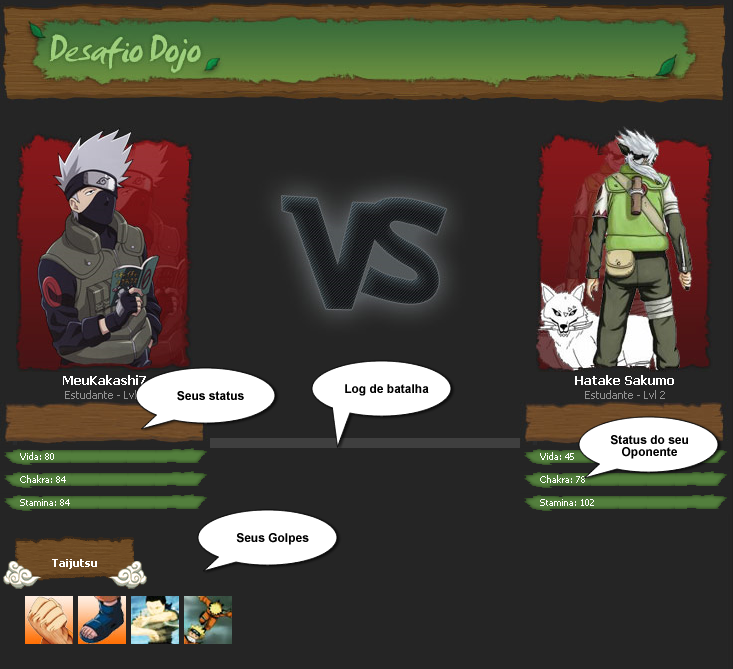 Desafio Dojo
VS
MeuKakashi7
Hatake Sakumo
Estudante - Lvl
Estudante - Lvl 2
Seus status
Log de batalha
Status do seu
Oponente
Vida: 80
Chakra: 84
Stamina: 84
Vida: 45
Chakra: 78
Stamina: 102
Seus Golpes
Taijutsu